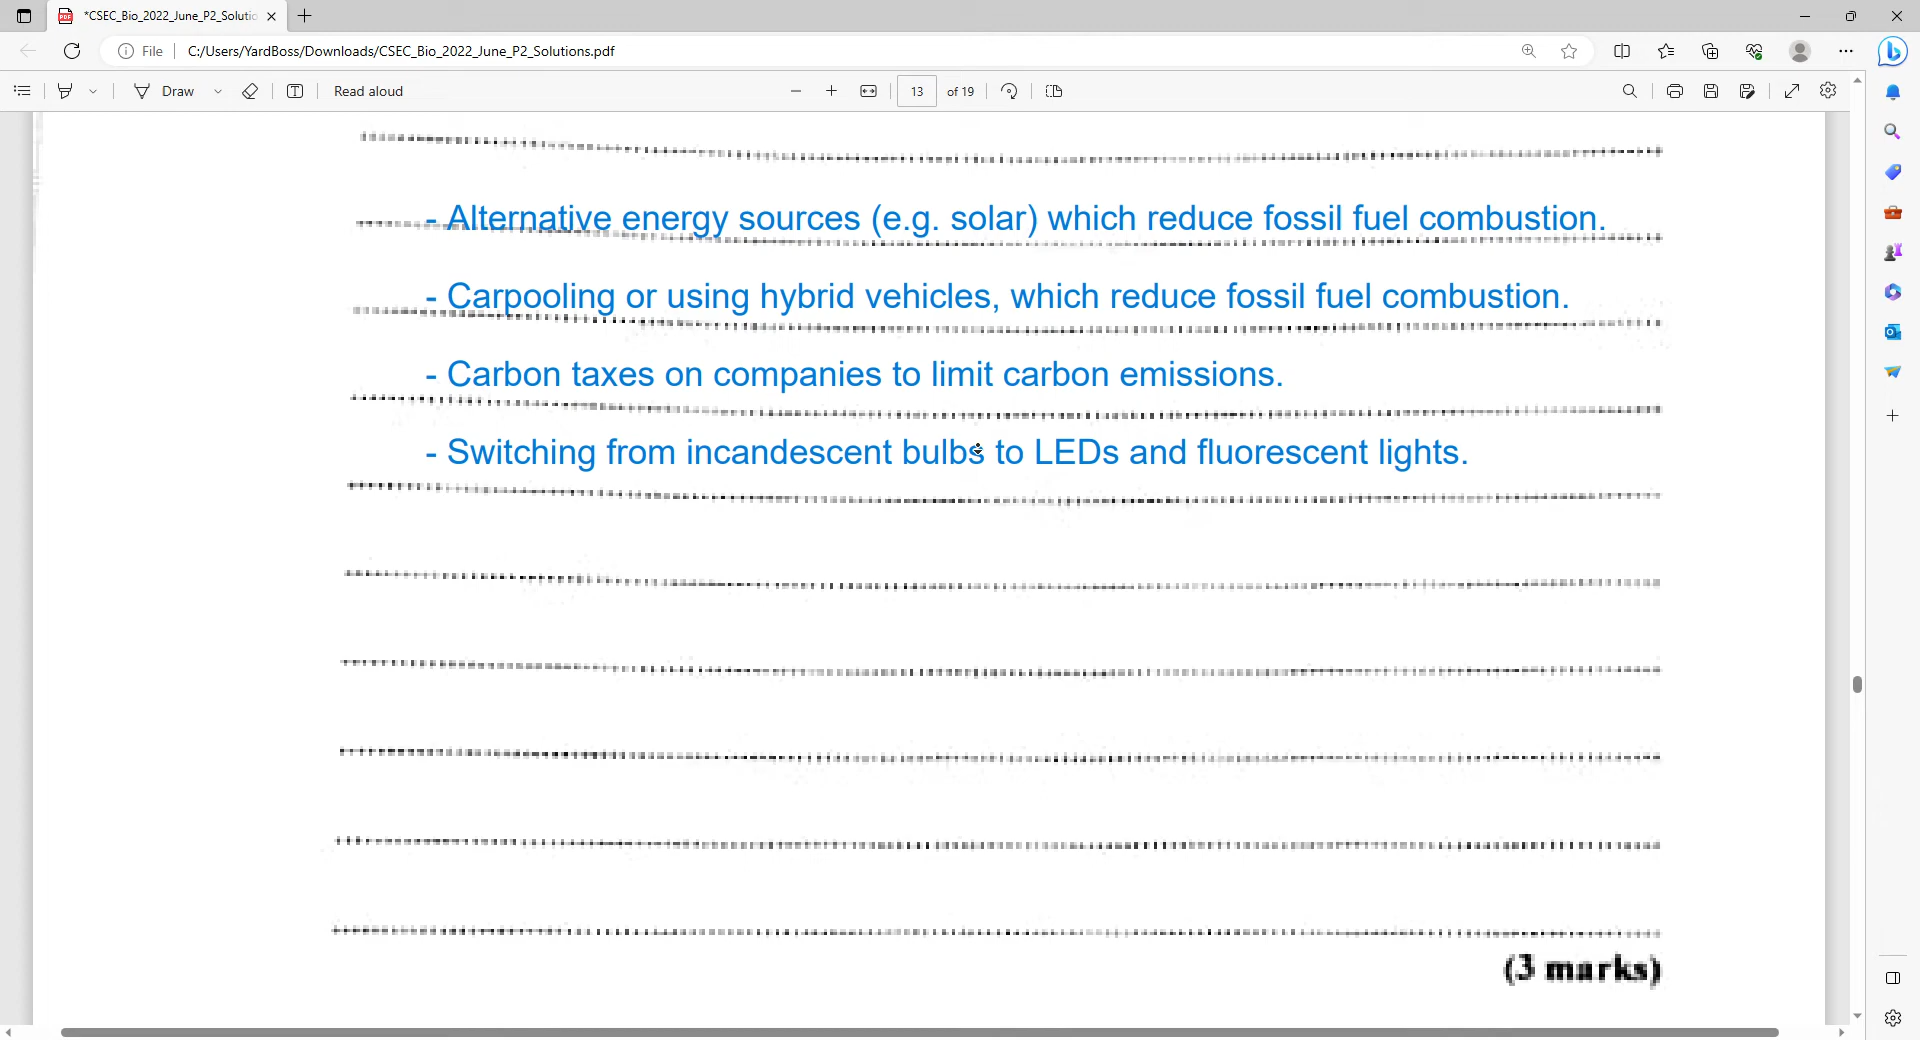 *CSEC_Bio_2022_June_P2_Solutio
File
C:/Users/YardBoss/Downloads/CSEC_Bio_2022_June_P2_Solutions.pdf
Draw
Read aloud
13
of 19
- Alternative energy sources (e.g. solar) which reduce fossil fuel combustion.
- Carpooling or using hybrid vehicles, which reduce fossil fuel combustion.
- Carbon taxes on companies to limit carbon emissions.
- Switching from incandescent bulbs to LEDs and fluorescent lights.
(3 marks)